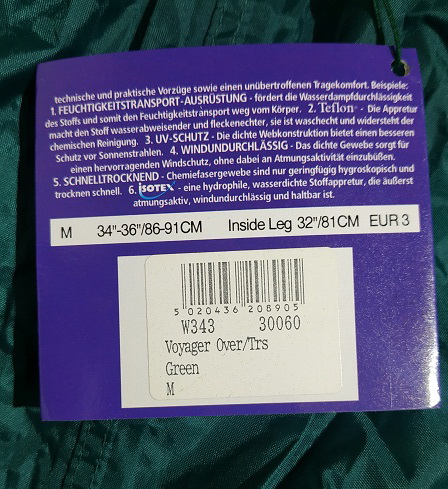 technische und praktische Vorzüge sowie einen unübertroffenen Tragekomfort. Beispiele:
1. FEUCHTIGKEITSTRANSPORT-AUSRÜSTUNG - fördert die Wasserdampfdurchlässigkeit
des Stoffs und somit den Feuchtigkeitstransport weg vom Körper. 2. Teflon® - Die Appretur
macht den Stoff wasserabweisender und fleckenechter, sie ist waschecht und widersteht der
chemischen Reinigung. 3. UV-SCHUTZ - Die dichte Webkonstruktion bietet einen besseren
Schutz vor Sonnenstrahlen. 4. WINDUNDURCHLÄSSIG - Das dichte Gewebe sorgt für
einen hervorragenden Windschutz, ohne dabei an Atmungsaktivität einzubüßen.
5. SCHNELLTROCKNEND - Chemiefasergewebe sind nur geringfügig hygroskopisch und
trocknen schnell. 6. ISOTEX - eine hydrophile, wasserdichte Stoffappretur, die äußerst
atmungsaktiv, windundurchlässig und haltbar ist.
M 34"-36"/86-91CM Inside Leg 32"/81CM EUR 3
5 020436 208905
W343 30060
Voyager Over/Trs
Green
M